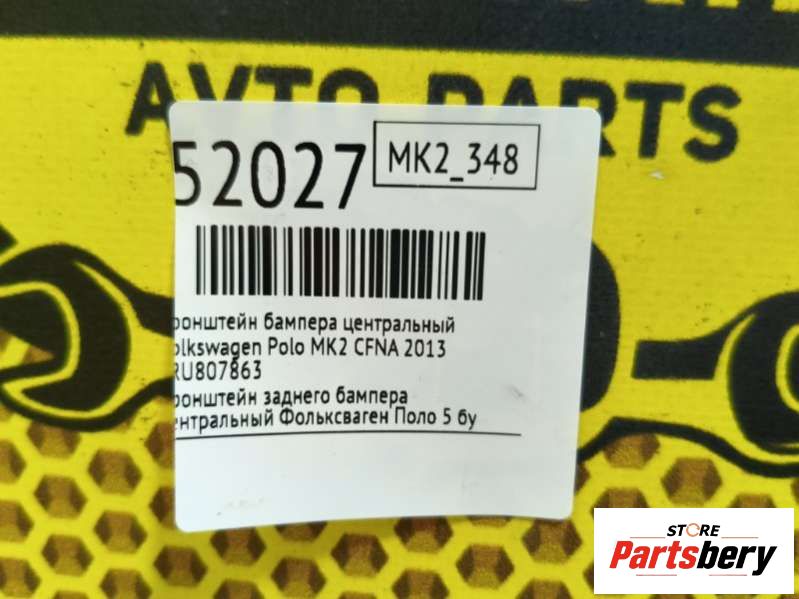 AVTO PARTS
52027
MK2_348
ронштейн бампера центральный
olkswagen Polo MK2 CFNA 2013
RU807863
ронштейн заднего бампера
ентральный Фольксваген Поло 5 бу
STORE
Partsbery